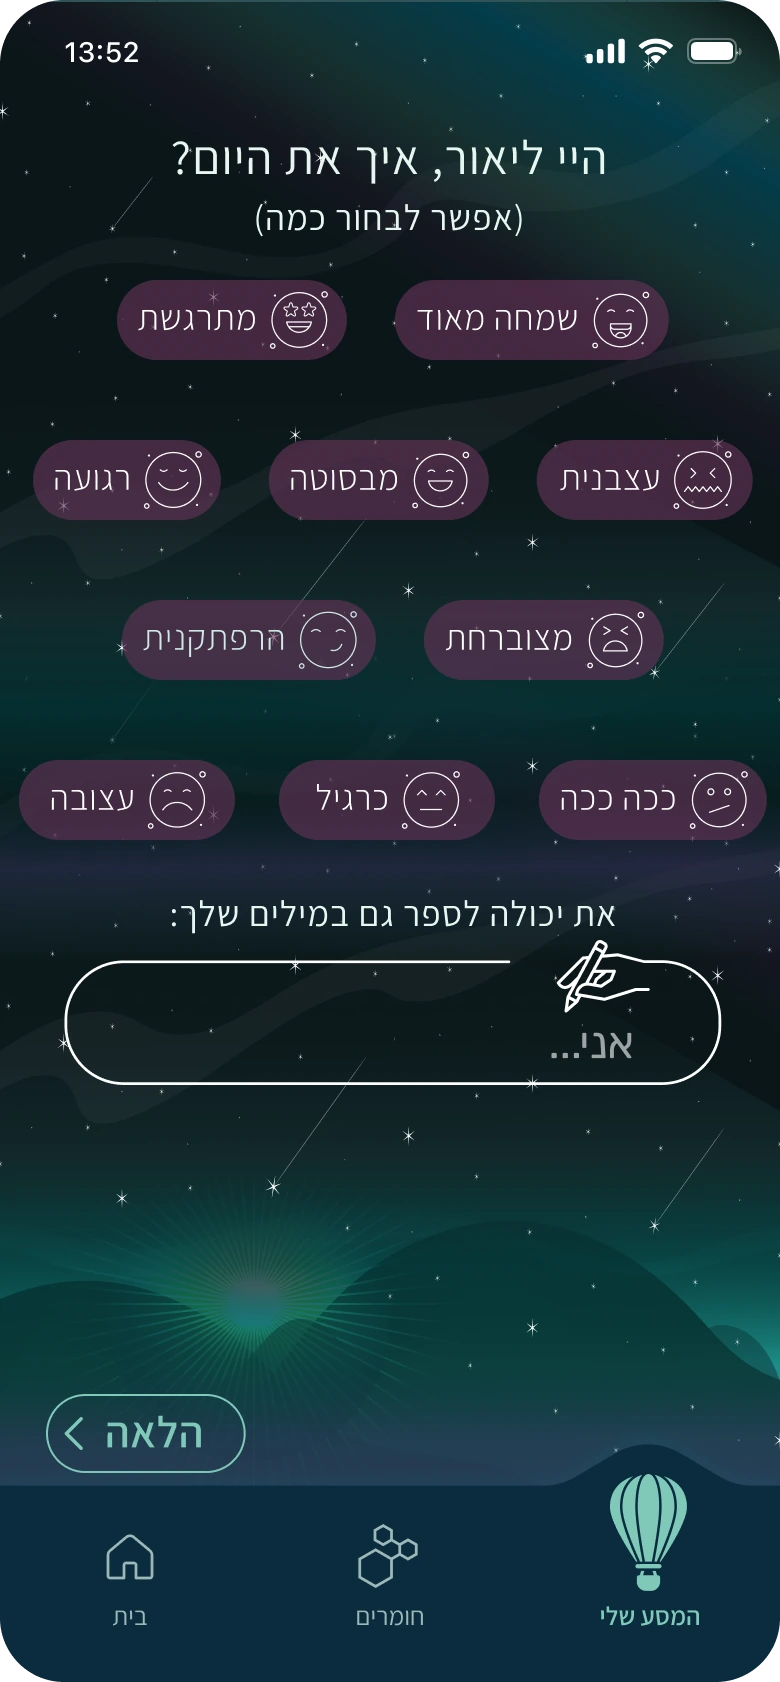 13:52
היי ליאור, איך את היום?
(אפשר לבחור כמה)
שמחה מאוד
מתרגשת
עצבנית
מבסוטה
רגועה
מצוברחת
הרפתקנית
ככה ככה
כרגיל
עצובה
את יכולה לספר גם במילים שלך:
אני...
הלאה
המסע שלי
חומרים
בית